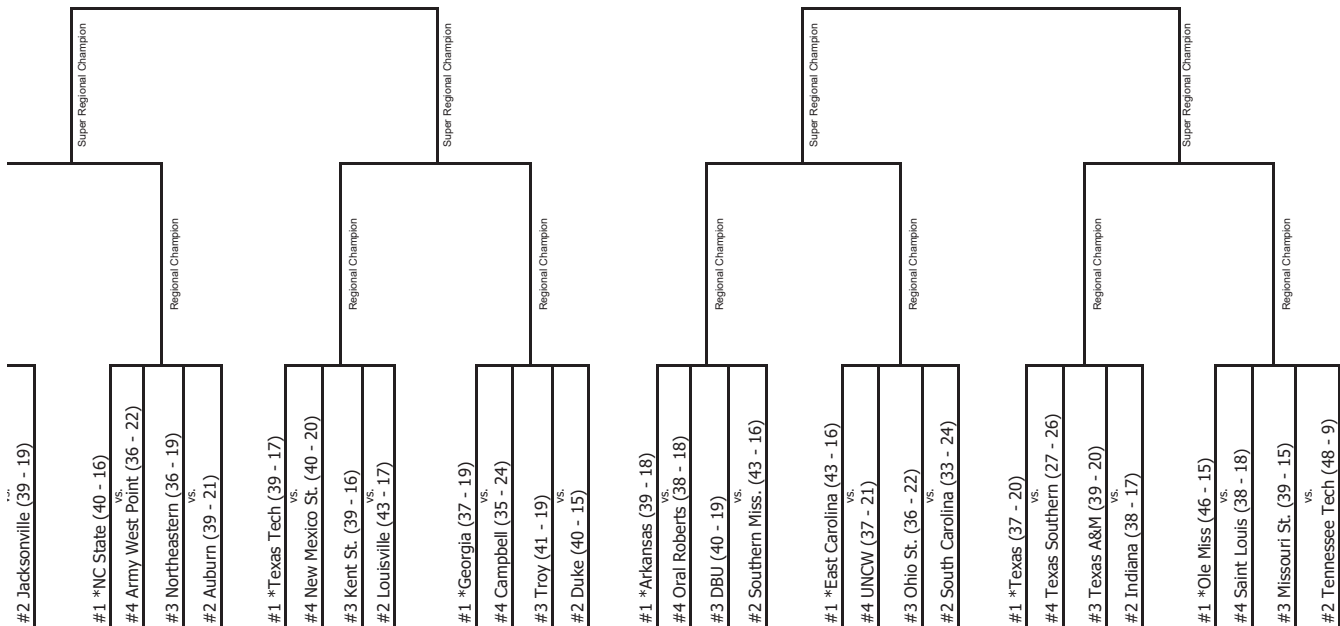 Super Regional Champion
Super Regional Champion
Super Regional Champion
Super Regional Champion
Regional Champion
Regional Champion
Regional Champion
Regional Champion
Regional Champion
Regional Champion
Regional Champion
vs.
#2 Jacksonville (39 - 19)
#1 *NC State (40 - 16)
vs.
#4 Army West Point (36 - 22)
#3 Northeastern (36 - 19)
vs.
#2 Auburn (39 - 21)
#1 *Texas Tech (39 - 17)
vs.
#4 New Mexico St. (40 - 20)
#3 Kent St. (39 - 16)
vs.
#2 Louisville (43 - 17)
#1 *Georgia (37 - 19)
vs.
#4 Campbell (35 - 24)
#3 Troy (41 - 19)
vs.
#2 Duke (40 - 15)
#1 *Arkansas (39 - 18)
vs.
#4 Oral Roberts (38 - 18)
#3 DBU (40 - 19)
vs.
#2 Southern Miss. (43 - 16)
#1 *East Carolina (43 - 16)
vs.
#4 UNCW (37 - 21)
#3 Ohio St. (36 - 22)
vs.
#2 South Carolina (33 - 24)
#1 *Texas (37 - 20)
vs.
#4 Texas Southern (27 - 26)
#3 Texas A&M (39 - 20)
vs.
#2 Indiana (38 - 17)
#1 *Ole Miss (46 - 15)
vs.
#4 Saint Louis (38 - 18)
#3 Missouri St. (39 - 15)
vs.
#2 Tennessee Tech (48 - 9)